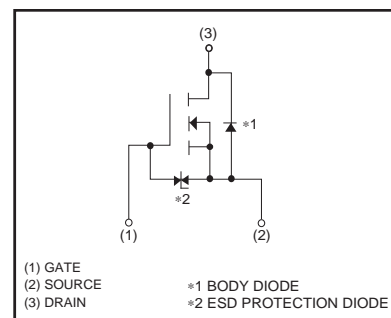 (3)
∗1
∗2
(1) (2)
(1) GATE
(2) SOURCE
(3) DRAIN
∗1 BODY DIODE
∗2 ESD PROTECTION DIODE